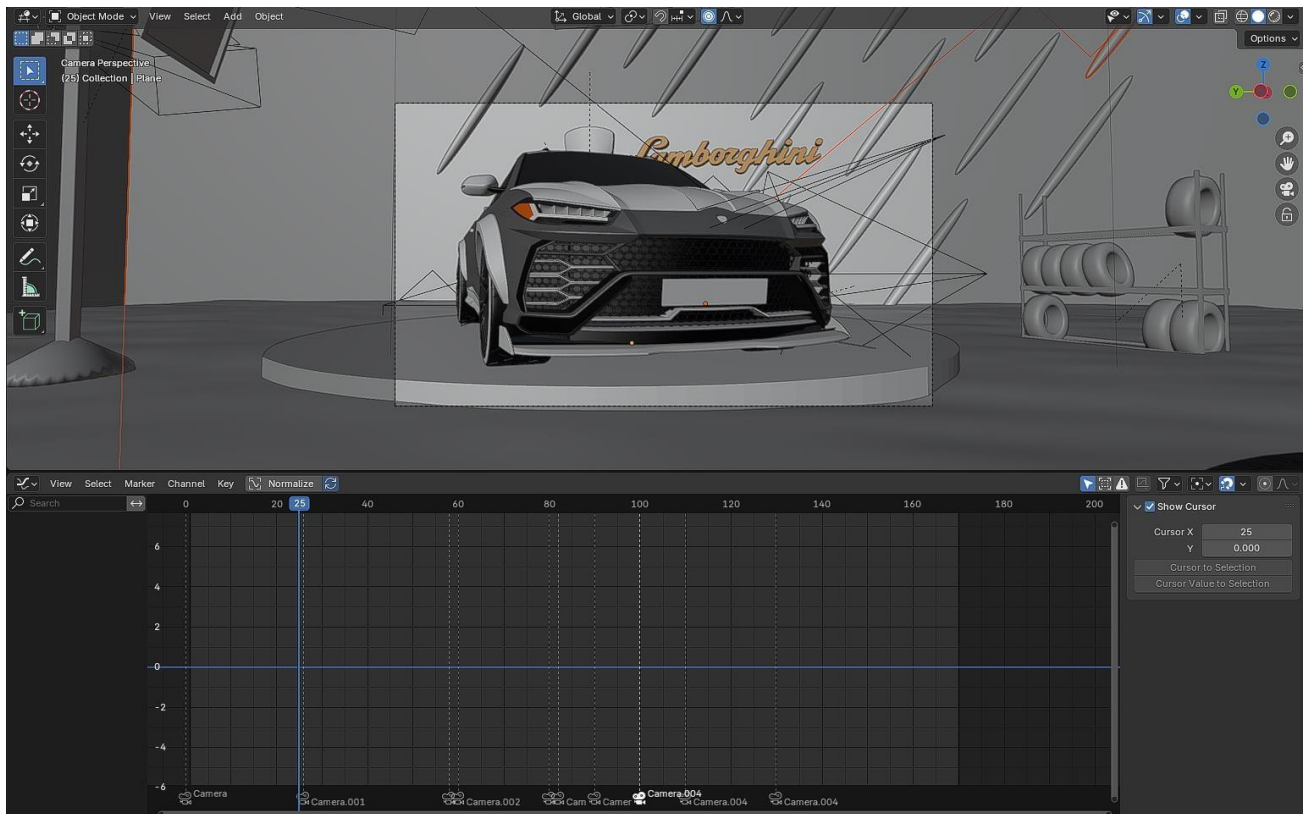 Object Mode View Select Add Object Global
Options
Camera Perspective
(25) Collection | Plane
Z
Y
Lamborghini
View Select Marker Channel Key Normalize
Search 0 20 25 40 60 80 100 120 140 160 180 200
Show Cursor
Cursor X 25
Y 0.000
Cursor to Selection
Cursor Value to Selection
6
4
2
0
-2
-4
-6
Camera Camera.001 Camera.002 Cam Camer Camera.004 Camera.004 Camera.004